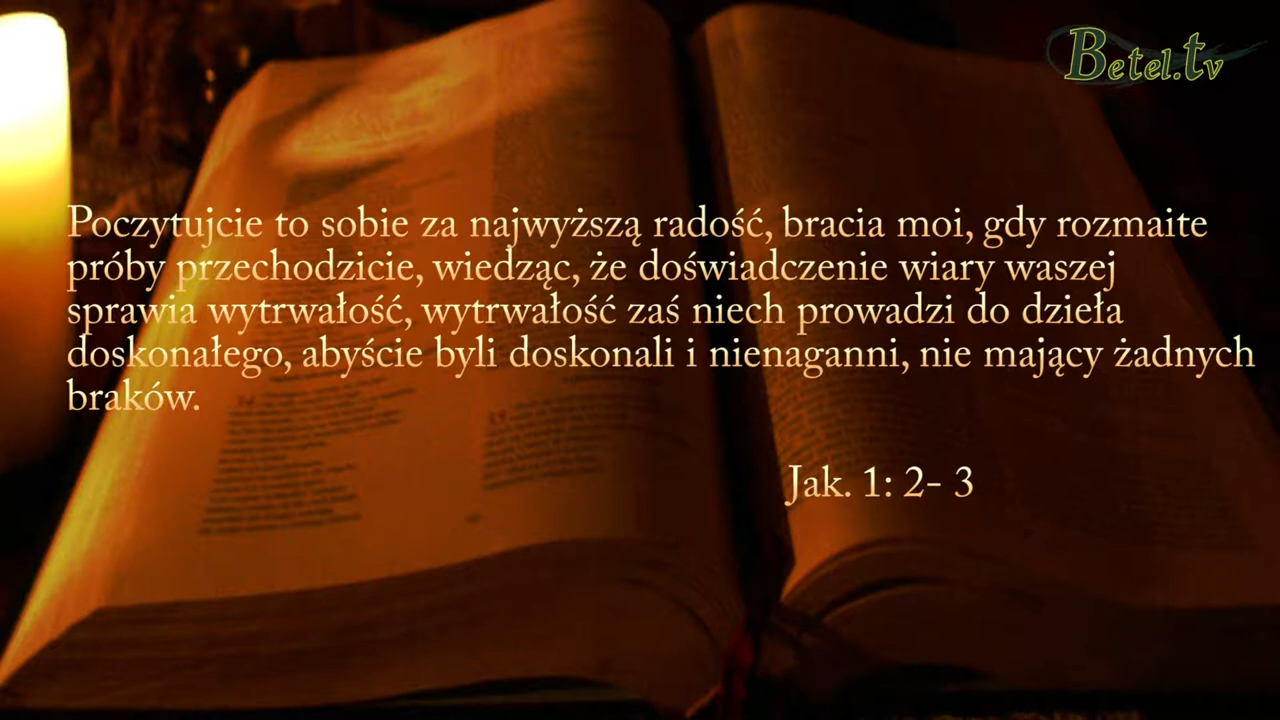 Betel.tv
Poczytujcie to sobie za najwyższą radość, bracia moi, gdy rozmaite
próby przechodzicie, wiedząc, że doświadczenie wiary waszej
sprawia wytrwałość, wytrwałość zaś niech prowadzi do dzieła
doskonałego, abyście byli doskonali i nienaganni, nie mający żadnych
braków.
Jak. 1: 2- 3